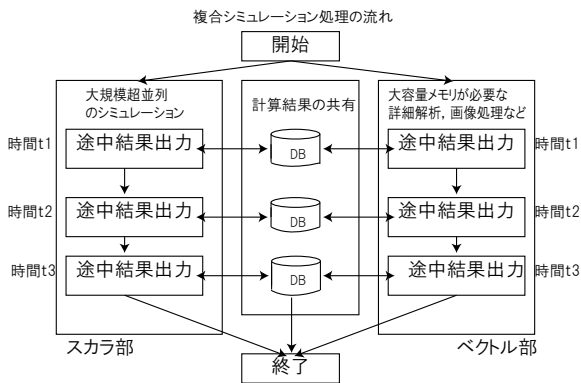 複合シミュレーション処理の流れ
開始
大規模超並列
のシミュレーション
計算結果の共有
大容量メモリが必要な
詳細解析, 画像処理など
時間t1
途中結果出力
DB
途中結果出力
時間t1
時間t2
途中結果出力
DB
途中結果出力
時間t2
時間t3
途中結果出力
DB
途中結果出力
時間t3
スカラ部
ベクトル部
終了